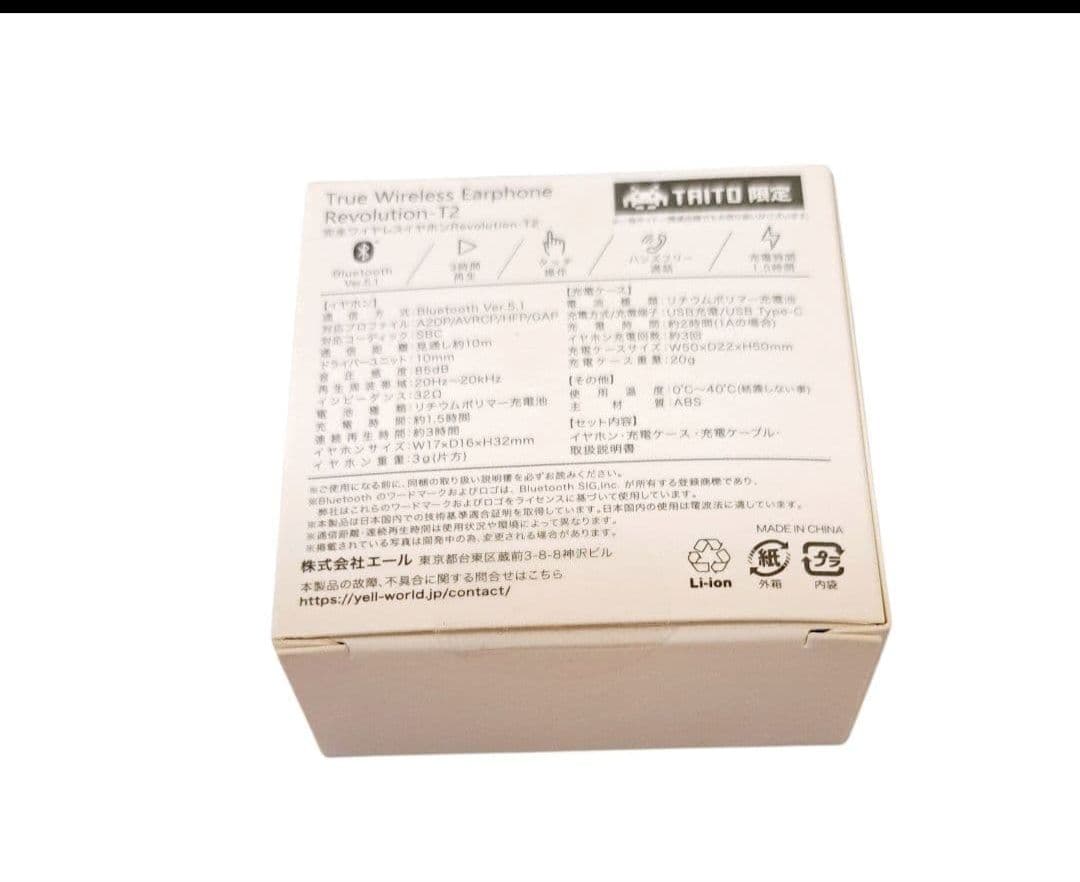 True Wireless Earphone
Revolution-T2
完全ワイヤレスイヤホンRevolution-T2
TAITO 限定
Bluetooth
Ver.5.1
3時間
再生
タッチ
操作
ハンズフリー
通話
充電時間
1.5時間
【イヤホン】
通信方式:Bluetooth Ver.5.1
対応プロファイル:A2DP/AVRCP/HFP/GAP
対応コーデック:SBC
通信距離:見通し約10m
ドライバーユニット:10mm
音圧感度:85dB
再生周波帯域:20Hz～20kHz
インピーダンス:32Ω
電池種類:リチウムポリマー充電池
充電時間:約1.5時間
連続再生時間:約3時間
イヤホンサイズ:W17×D16×H32mm
イヤホン重量:3g(片方)
【充電ケース】
電池種類:リチウムポリマー充電池
充電方式/充電端子:USB充電/USB Type-C
充電時間:約2時間(1Aの場合)
イヤホン充電回数:約3回
充電ケースサイズ:W50×D22×H50mm
充電ケース重量:20g
【その他】
使用温度:0℃～40℃(結露しない事)
主材質:ABS
【セット内容】
イヤホン・充電ケース・充電ケーブル・
取扱説明書
※ご使用になる前に、同梱の取り扱い説明書を必ずお読みください。
※Bluetooth のワードマークおよびロゴは、Bluetooth SIG,Inc. が所有する登録商標であり、
弊社はこれらのワードマークおよびロゴをライセンスに基づいて使用しています。
※本製品は日本国内での技術基準適合証明を取得しています。日本国内の使用は電波法に適しています。
※通信距離・連続再生時間は使用状況や環境によって異なります。
※掲載されている写真は開発中の為、変更される場合があります。
株式会社エール 東京都台東区蔵前3-8-8神沢ビル
本製品の故障、不具合に関する問合せはこちら
https://yell-world.jp/contact/
MADE IN CHINA
Li-ion
紙
外箱
プラ
内袋